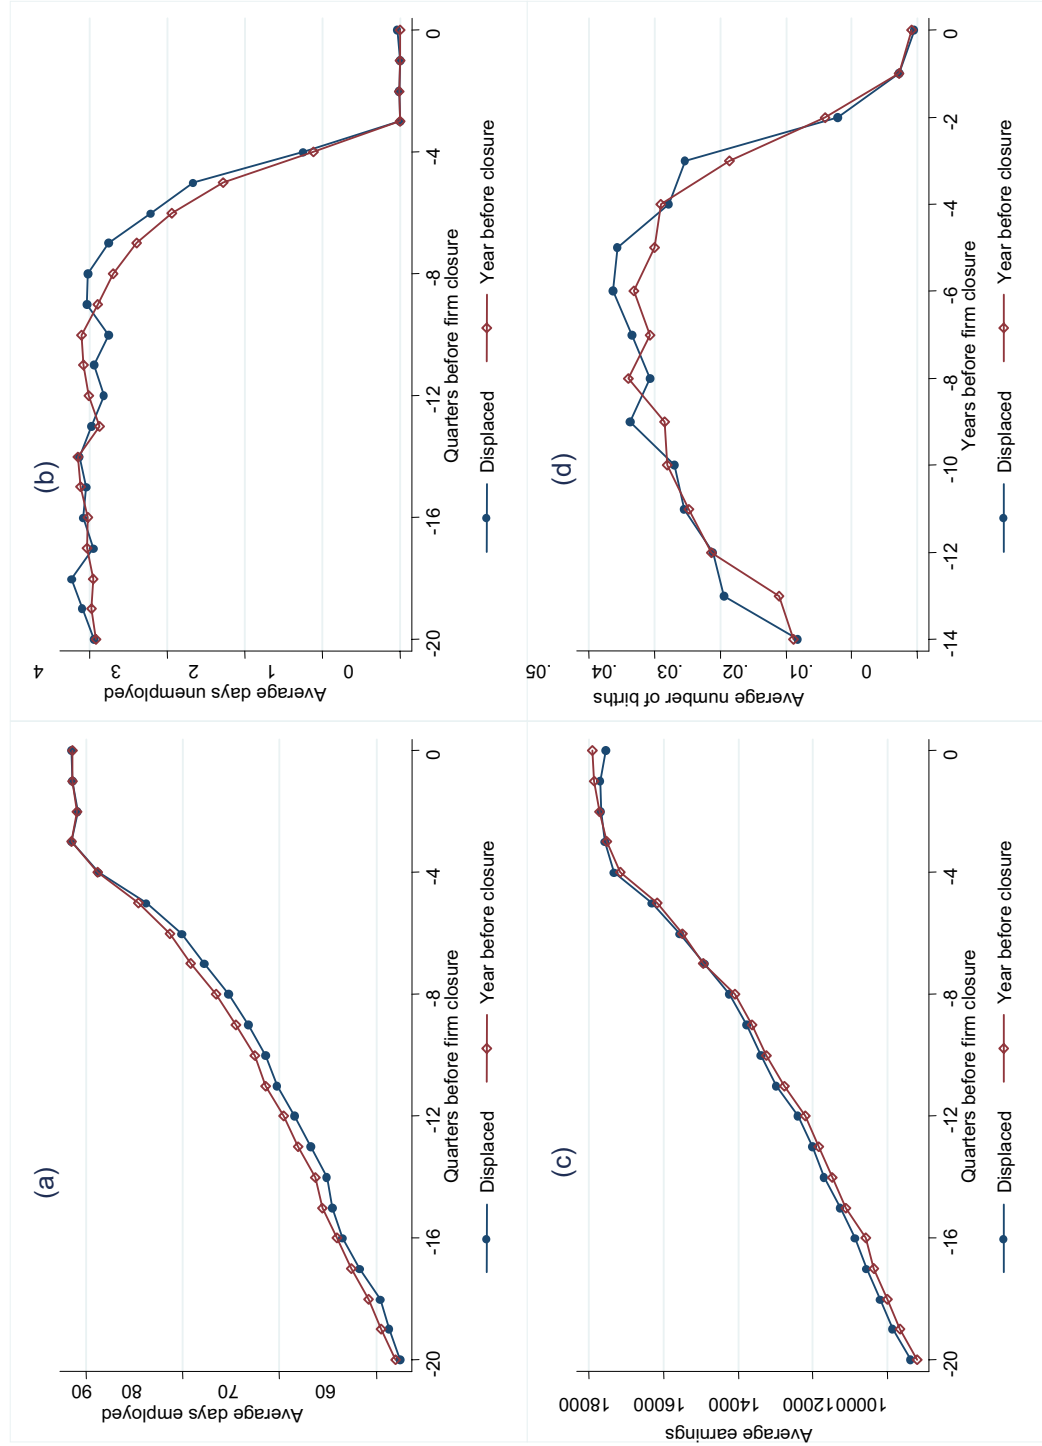 (a)
Average days employed
90
80
70
60
-20 -16 -12 -8 -4 0
Quarters before firm closure
Displaced Year before closure
(b)
Average days unemployed
4
3
2
1
0
-20 -16 -12 -8 -4 0
Quarters before firm closure
Displaced Year before closure
(c)
Average earnings
18000
16000
14000
12000
10000
-20 -16 -12 -8 -4 0
Quarters before firm closure
Displaced Year before closure
(d)
Average number of births
.05
.04
.03
.02
.01
0
-14 -12 -10 -8 -6 -4 -2 0
Years before firm closure
Displaced Year before closure